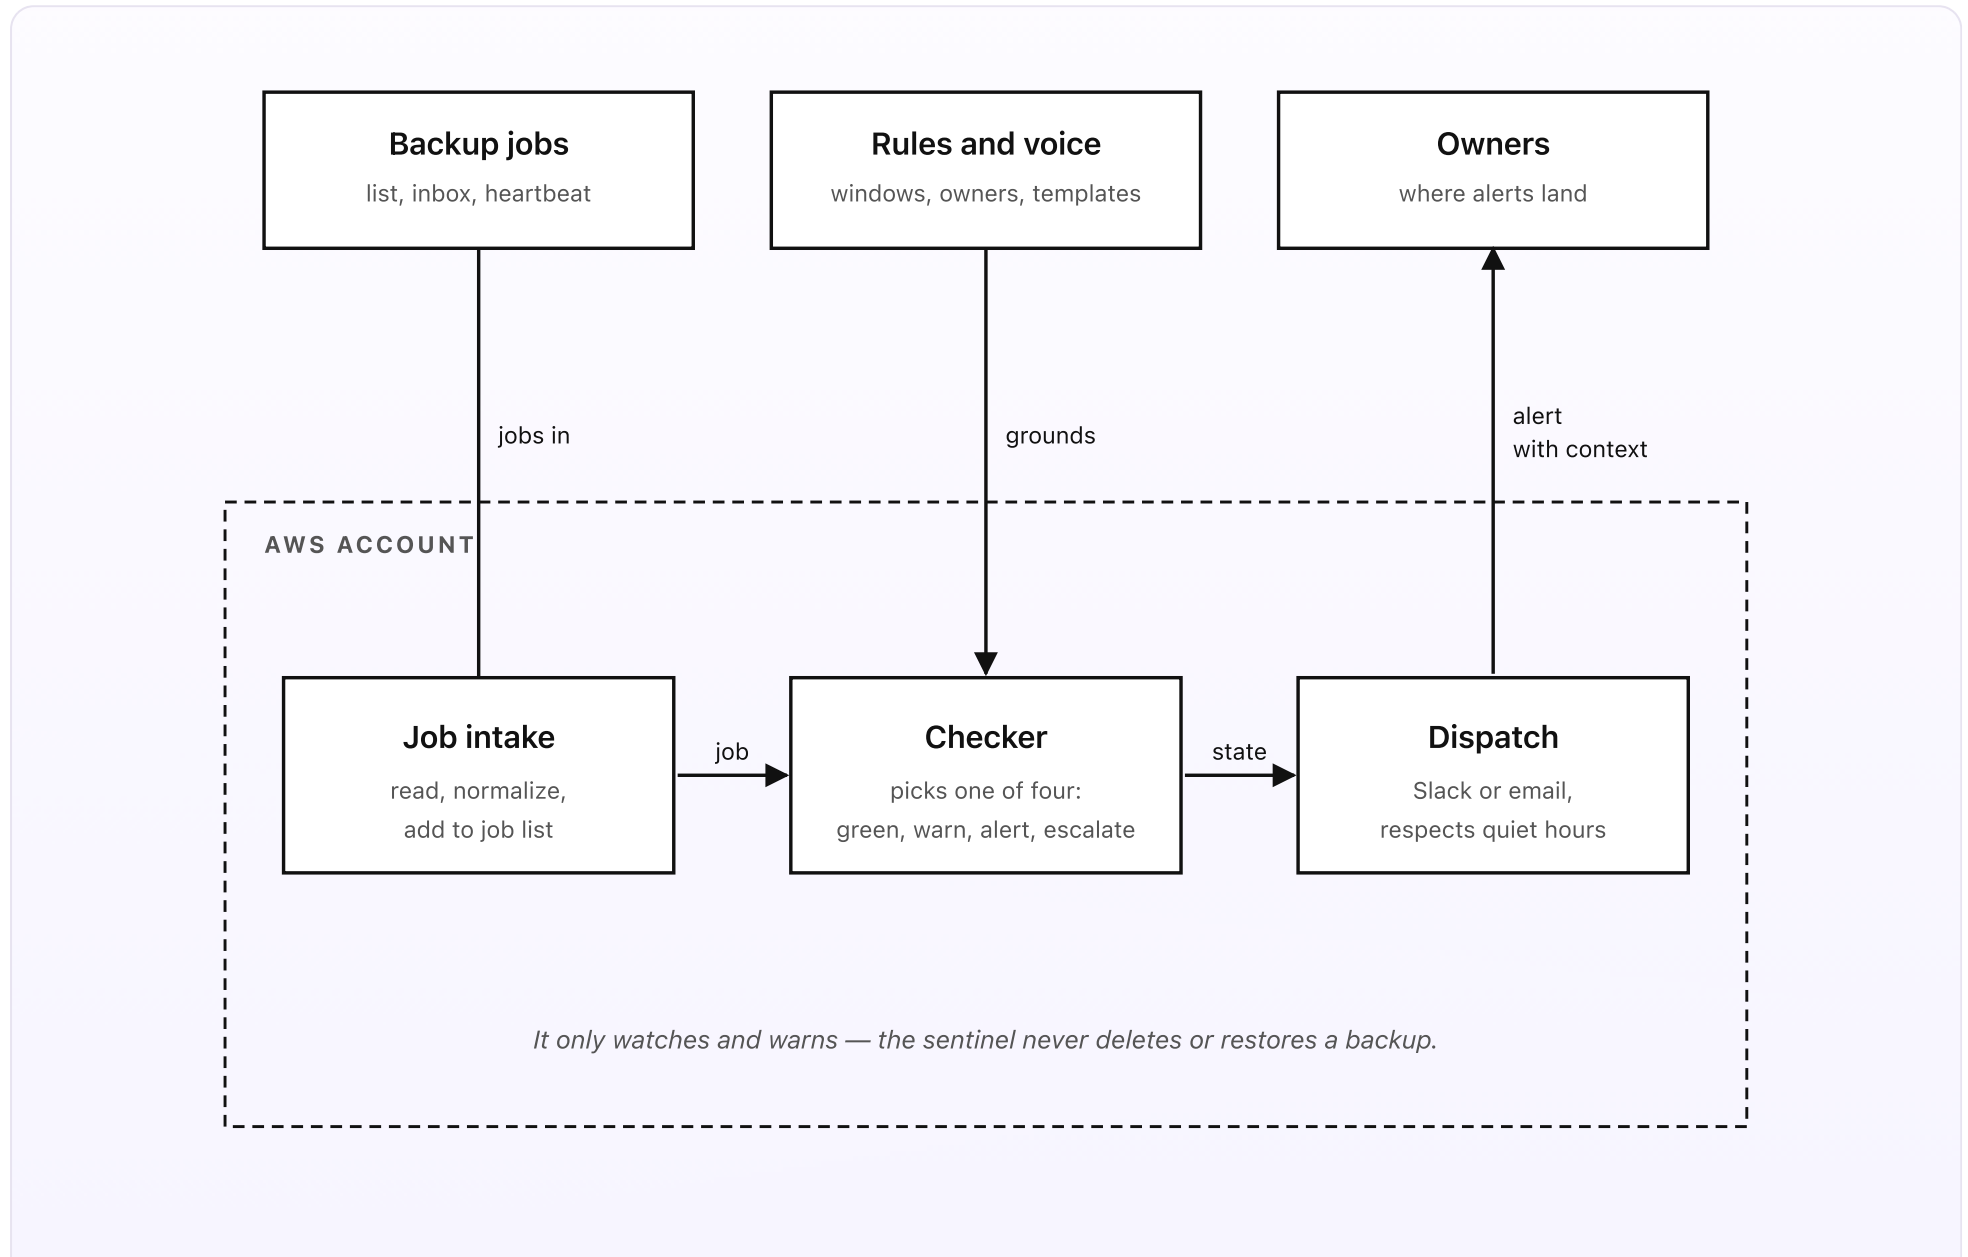 Backup jobs
list, inbox, heartbeat
Rules and voice
windows, owners, templates
Owners
where alerts land
jobs in
grounds
alert
with context
AWS ACCOUNT
Job intake
read, normalize,
add to job list
job
Checker
picks one of four:
green, warn, alert, escalate
state
Dispatch
Slack or email,
respects quiet hours
It only watches and warns — the sentinel never deletes or restores a backup.